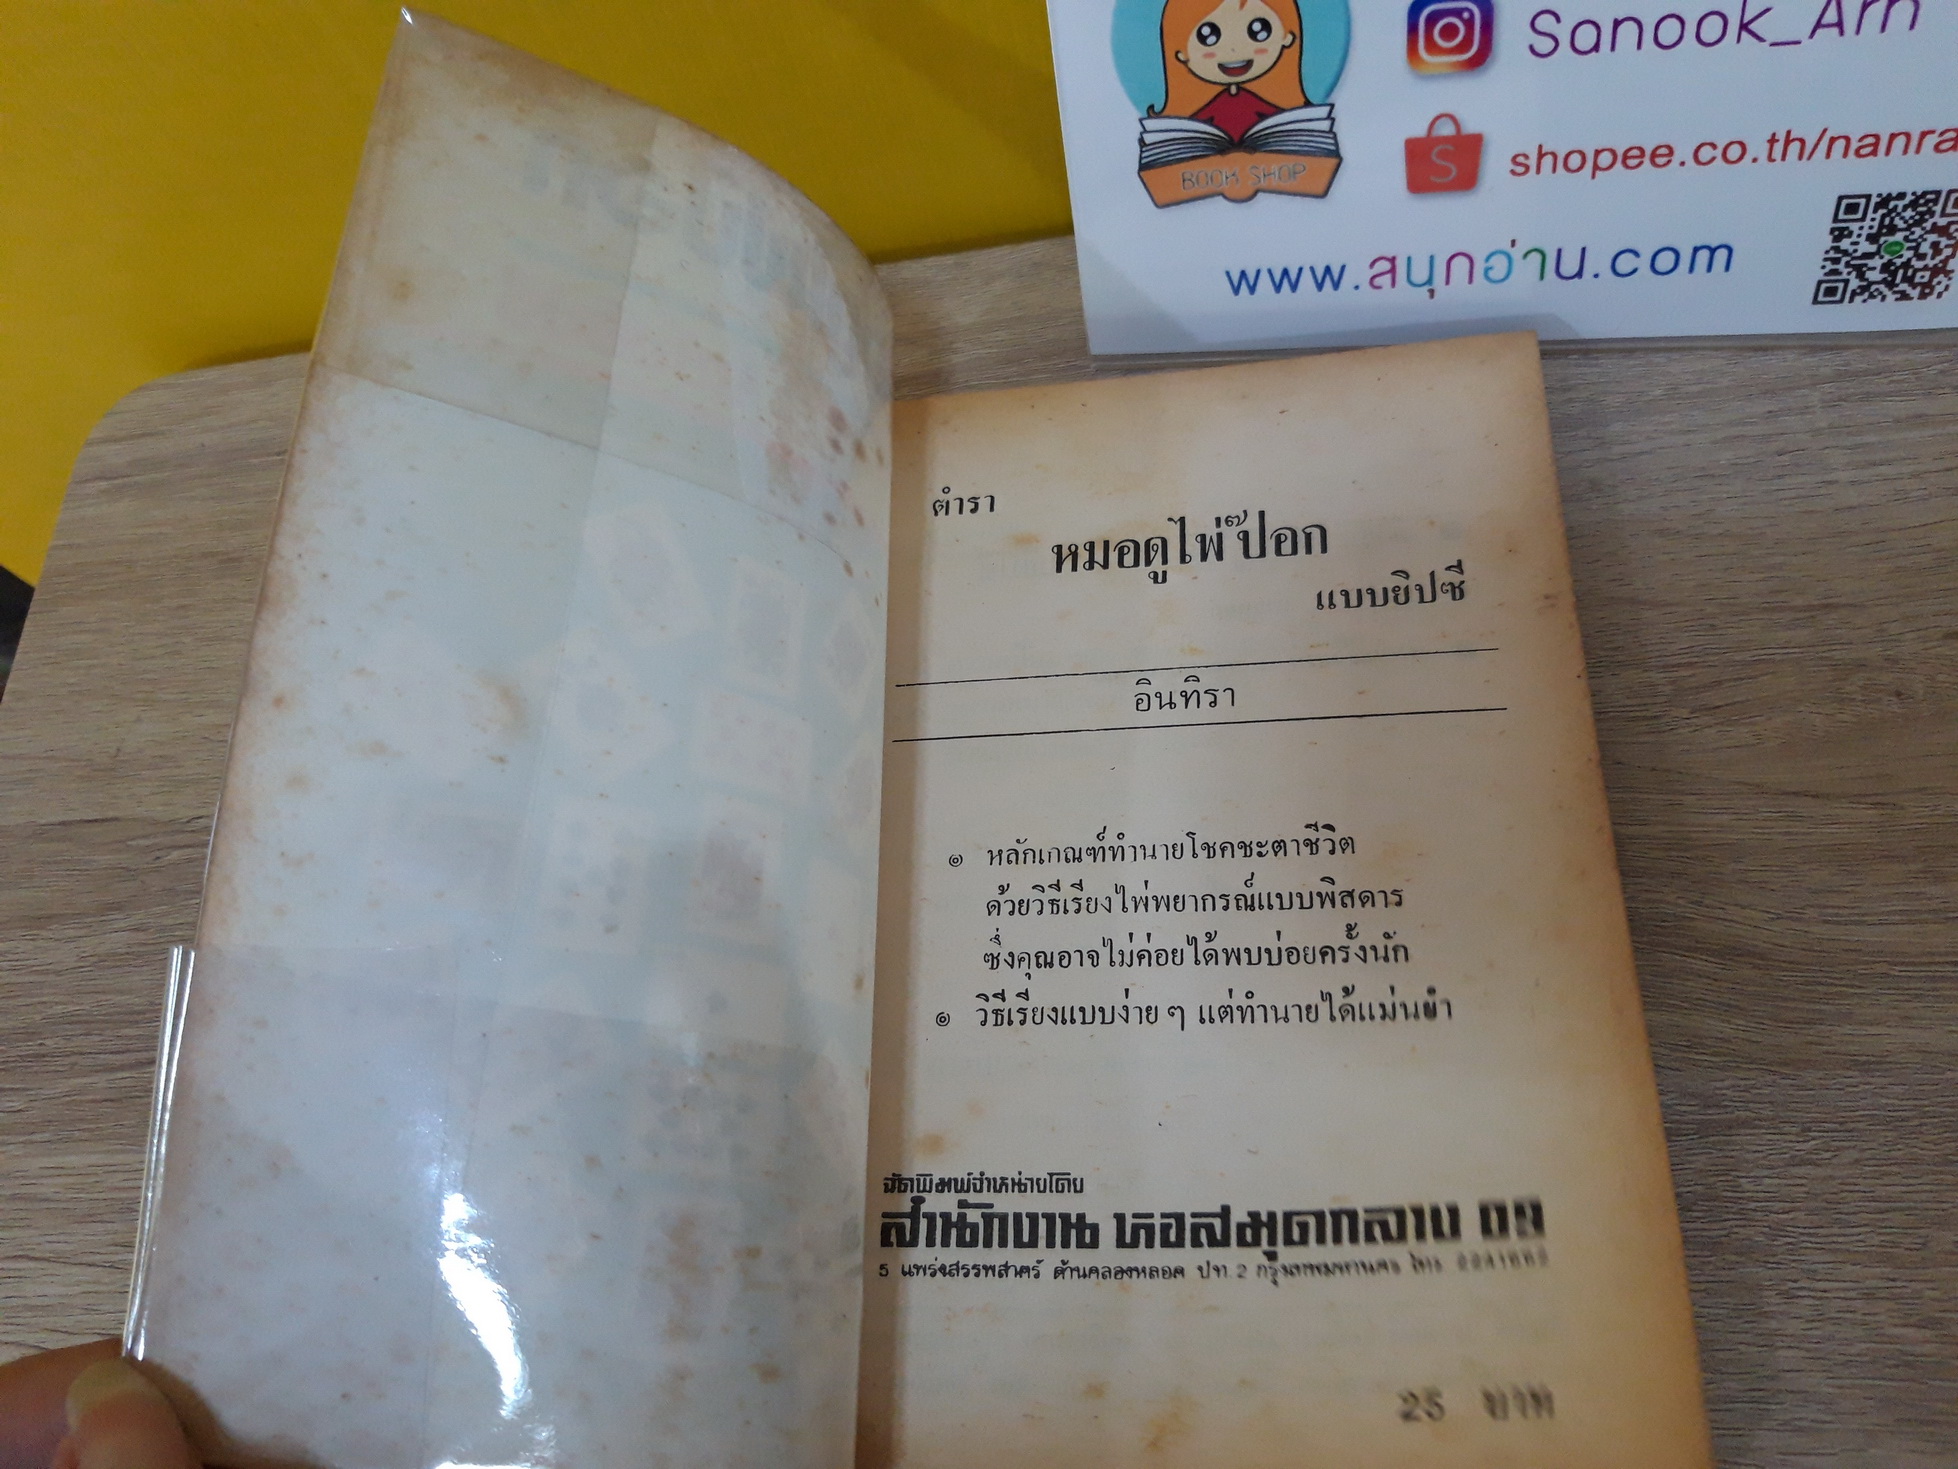 Sanook_Arn
BOOK SHOP
S
shopee.co.th/nanra
www.สนุกอ่าน.com
ตำรา
หมอดูไพ่ป๊อก
แบบยิปซี
อินทิรา
๑ หลักเกณฑ์ทำนายโชคชะตาชีวิต
ด้วยวิธีเรียงไพ่พยากรณ์แบบพิสดาร
ซึ่งคุณอาจไม่ค่อยได้พบบ่อยครั้งนัก
๑ วิธีเรียงแบบง่าย ๆ แต่ทำนายได้แม่นยำ
จัดพิมพ์จำหน่ายโดย
สำนักงาน หอสมุดกลาง 09
5 แพร่งสรรพสาตร์ ด้านคลองหลอด ปท. 2 กรุงเทพมหานคร โทร.
25 บาท